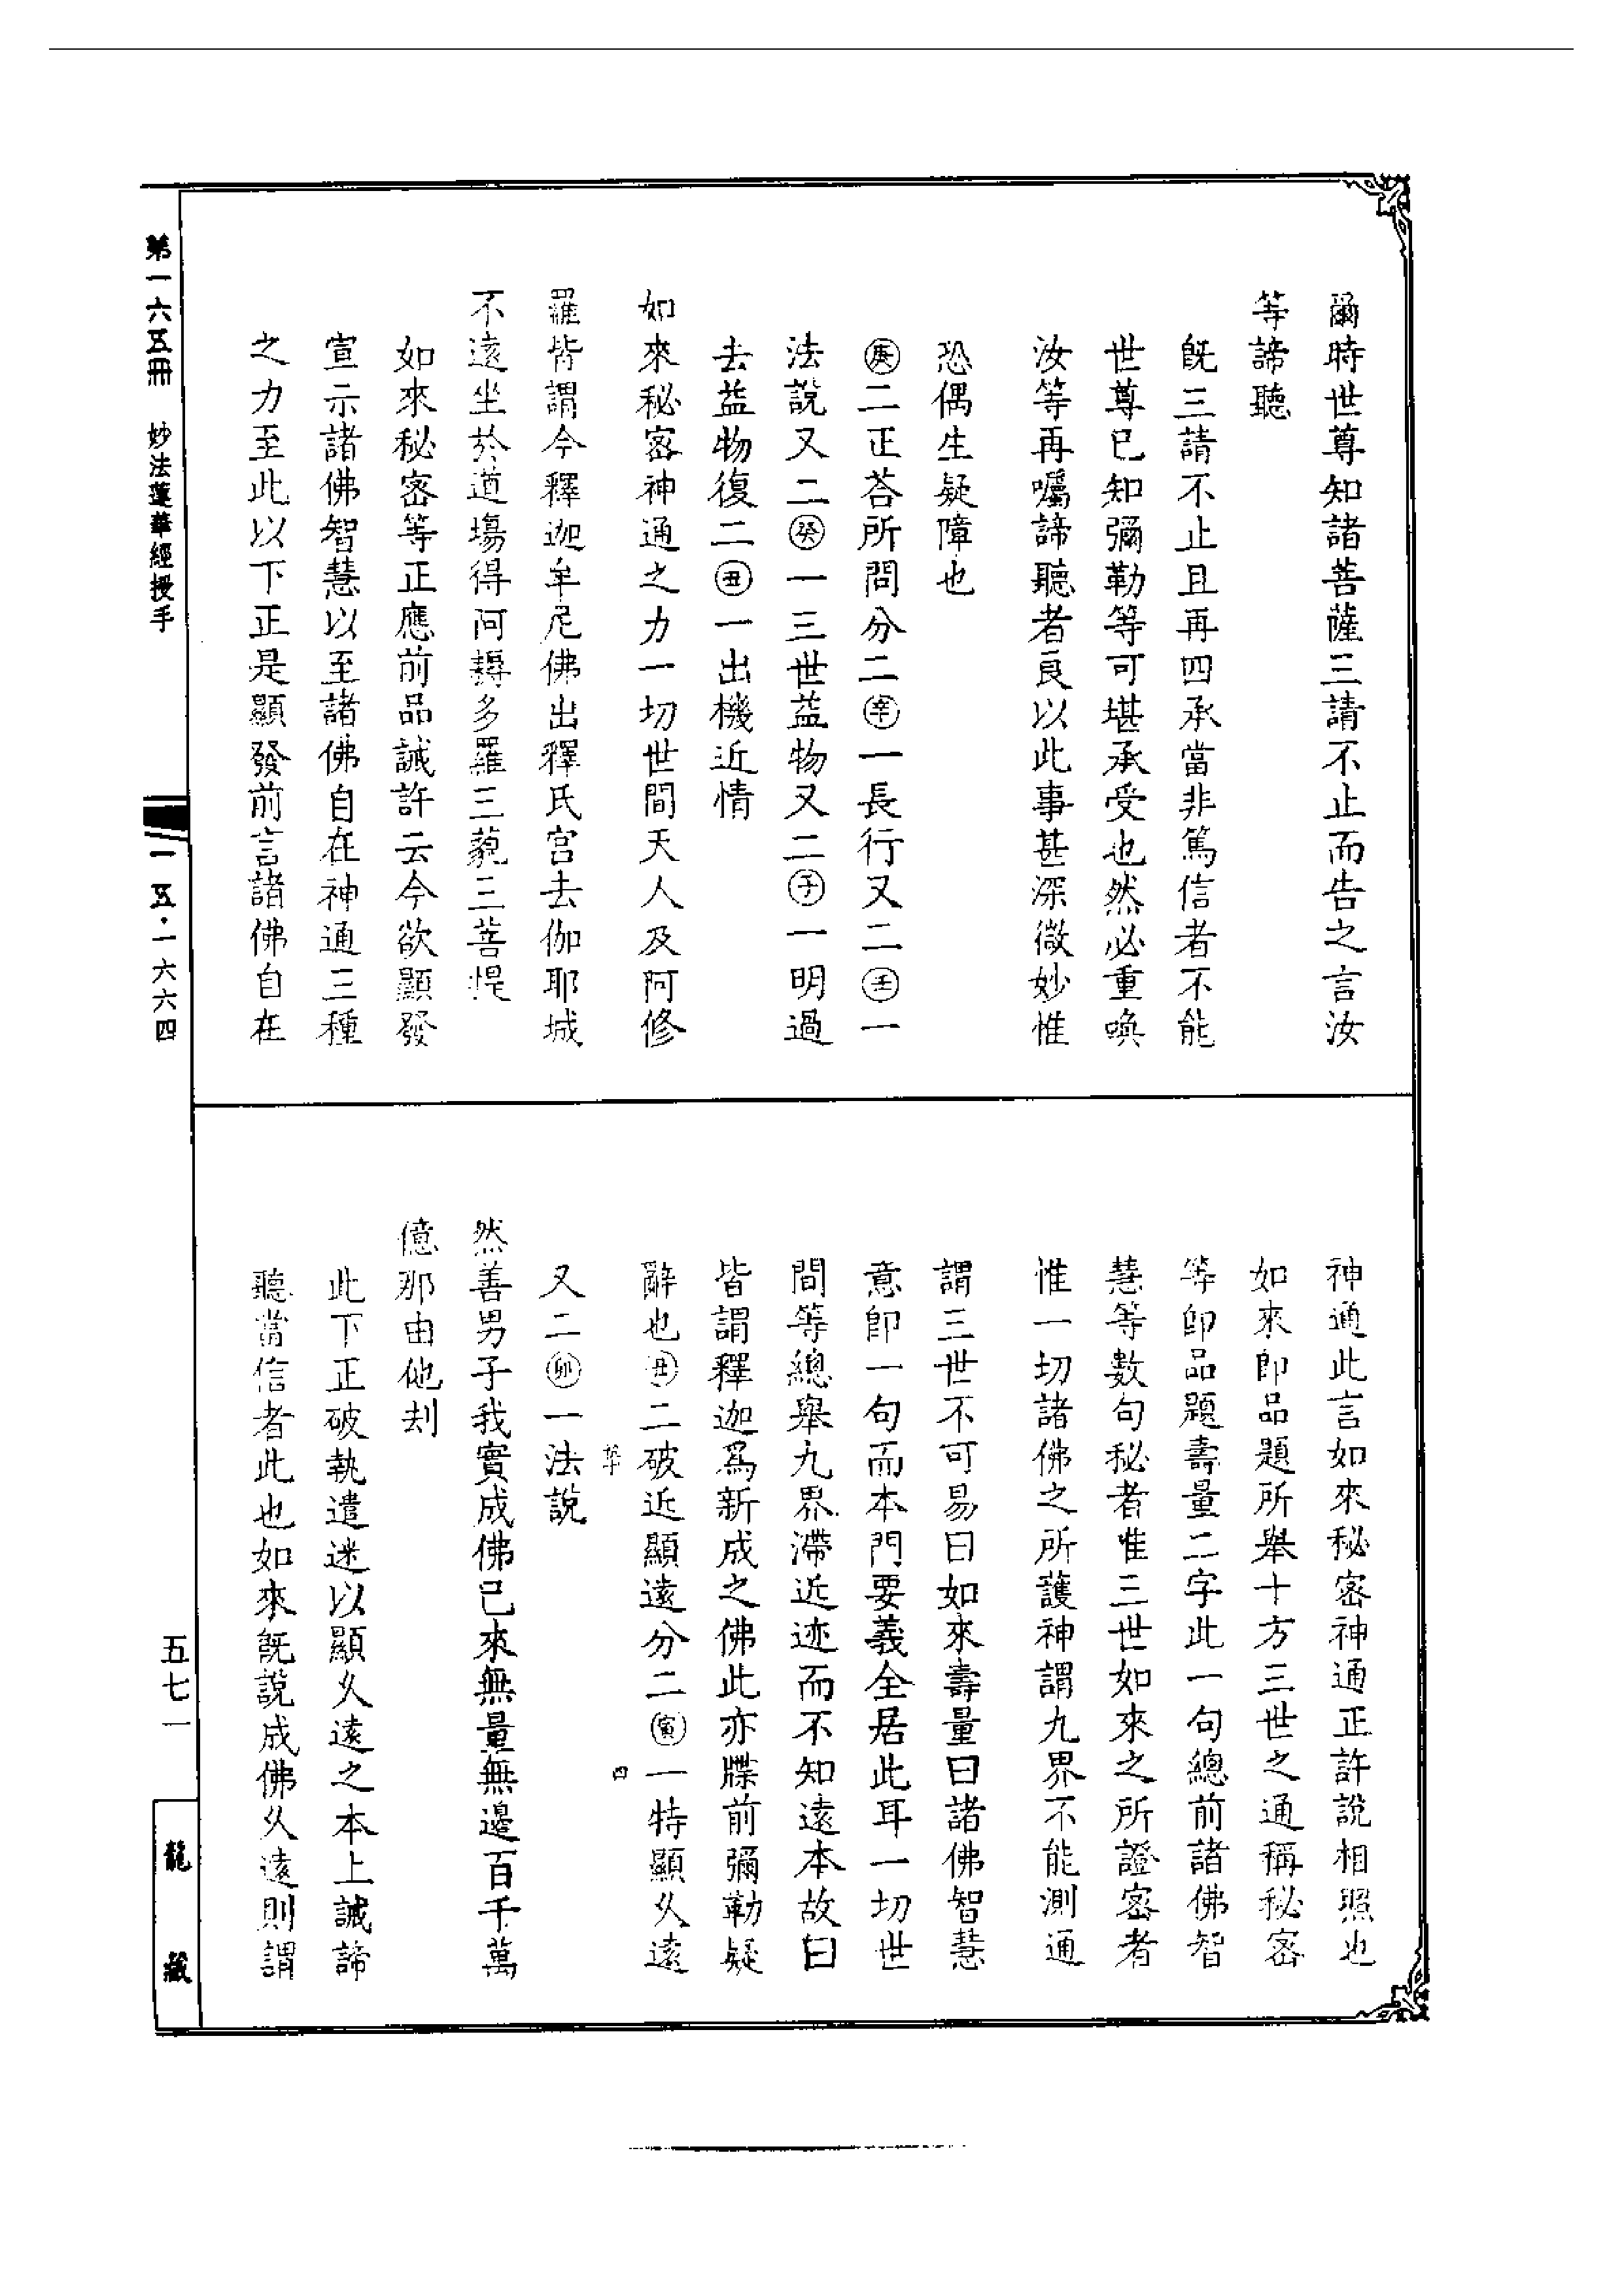 爾時世尊知諸菩薩三請不止而告之言汝
等諦聽
旣三請不止且再四承當非篤信者不能
世尊已知彌勒等可堪承受也然必重喚
汝等再囑諦聽者良以此事甚深微妙惟
恐偶生疑障也
㊎二正荅所問分二㊛一長行又二㊋一
法說又二㊌一三世益物又二㊍一明過
去益物復二㊏一出機近情
如來秘密神通之力一切世間天人及阿修
羅皆謂今釋迦牟尼佛出釋氏宮去伽耶城
不遠坐於道場得阿耨多羅三藐三菩提
如來秘密等正應前品誠許云今欲顯發
宣示諸佛智慧以至諸佛自在神通三種
之力至此以下正是顯發前言諸佛自在
神通此言如來秘密神通正許說相照也
如來卽品題所舉十方三世之通稱秘密
等卽品題壽量二字此一句總前諸佛智
慧等數句秘者惟三世如來之所證密者
惟一切諸佛之所護神謂九界不能測通
謂三世不可易曰如來壽量曰諸佛智慧
意卽一句而本門要義全居此耳一切世
間等總舉九界滯近迹而不知遠本故曰
皆謂釋迦爲新成之佛此亦牒前彌勒疑
辭也丑二破近顯遠分二寅一特顯久遠
四
又二卯一法說
然善男子我實成佛已來無量無邊百千萬
億那由他刦
此下正破執遣迷以顯久遠之本上誠諦
聽當信者此也如來旣說成佛久遠則謂
第一六五冊 妙法蓮華經授手
一五·一六六四
五七一
龍藏